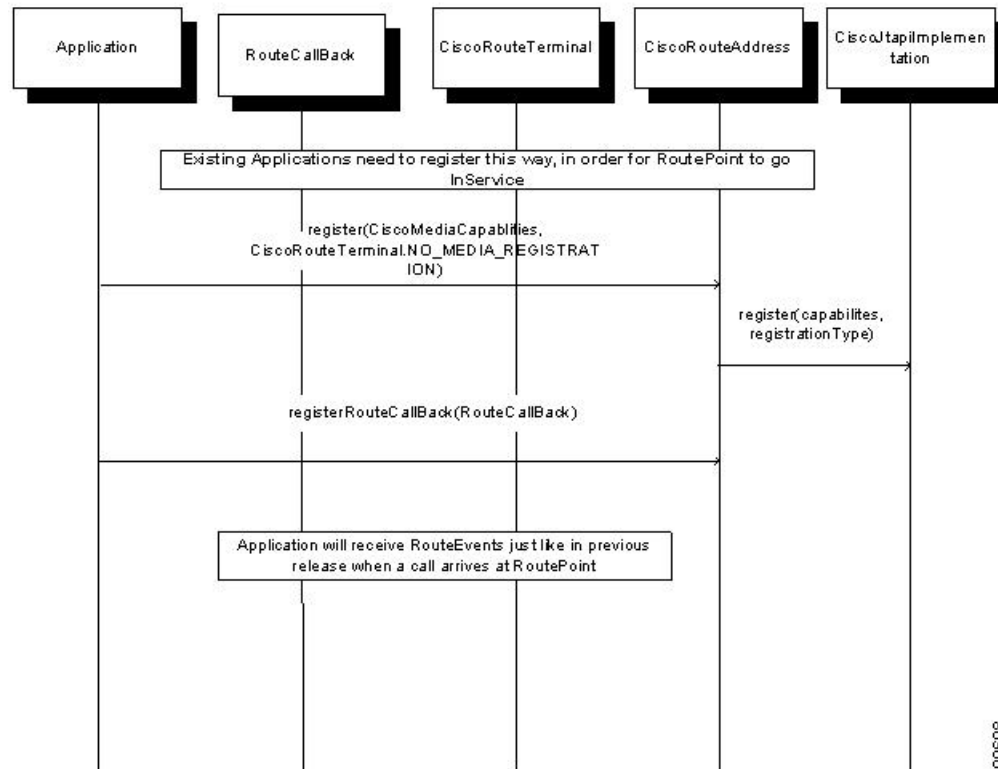 Application
RouteCallBack
CiscoRouteTerminal
CiscoRouteAddress
CiscoJtapiImplemen
tation
Existing Applications need to register this way, in order for RoutePoint to go
InService
register(CiscoMediaCapablities,
CiscoRouteTerminal.NO_MEDIA_REGISTRAT
ION)
register(capabilites,
registrationType)
registerRouteCallBack(RouteCallBack)
Application will receive RouteEvents just like in previous
release when a call arrives at RoutePoint